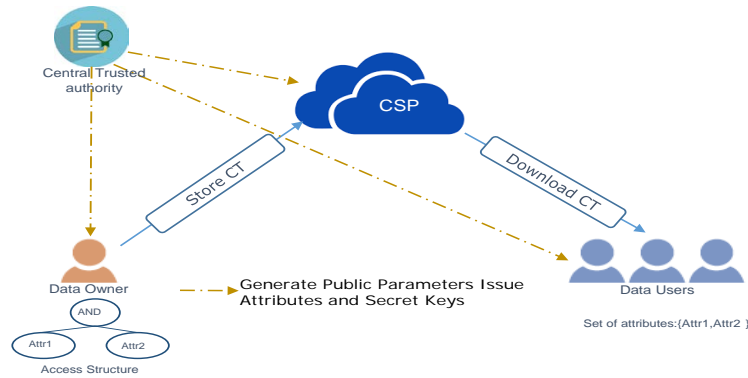 Central Trusted
authority
CSP
Store CT
Download CT
Data Owner
Generate Public Parameters Issue
Attributes and Secret Keys
Data Users
AND
Attr1
Attr2
Set of attributes:{Attr1,Attr2 }
Access Structure